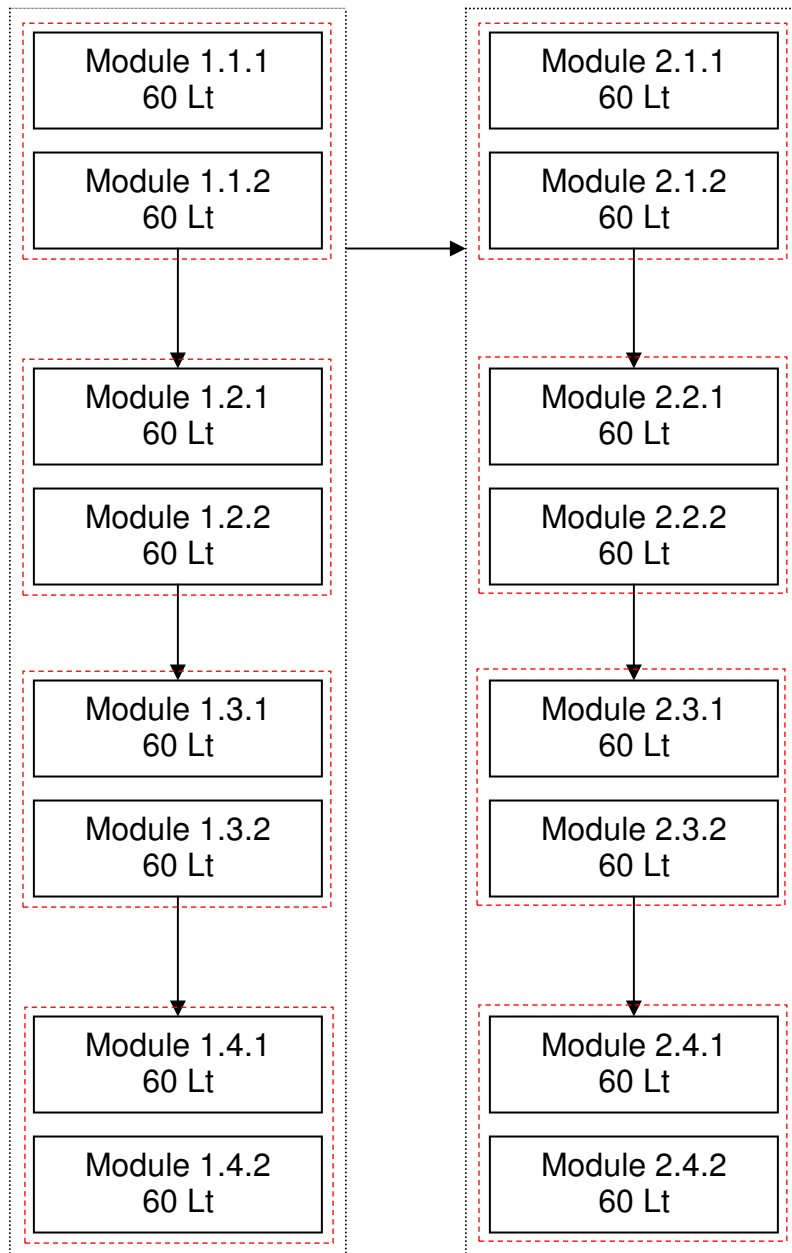 Module 1.1.1
60 Lt
Module 1.1.2
60 Lt
Module 1.2.1
60 Lt
Module 1.2.2
60 Lt
Module 1.3.1
60 Lt
Module 1.3.2
60 Lt
Module 1.4.1
60 Lt
Module 1.4.2
60 Lt
Module 2.1.1
60 Lt
Module 2.1.2
60 Lt
Module 2.2.1
60 Lt
Module 2.2.2
60 Lt
Module 2.3.1
60 Lt
Module 2.3.2
60 Lt
Module 2.4.1
60 Lt
Module 2.4.2
60 Lt